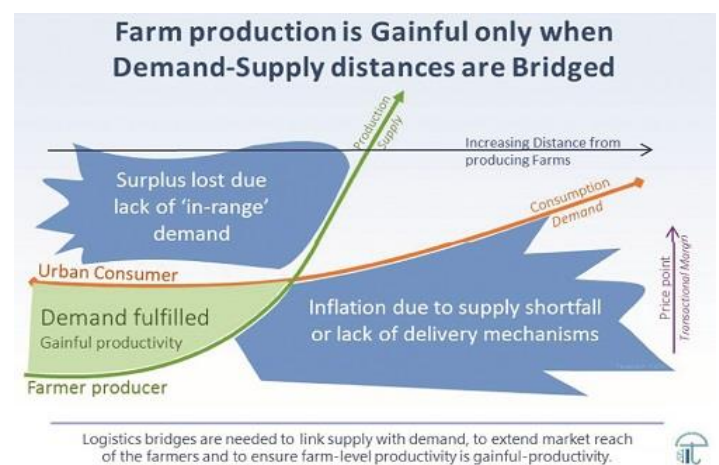 Farm production is Gainful only when
Demand-Supply distances are Bridged
Production
Supply
Increasing Distance from
producing Farms
Surplus lost due
lack of 'in-range'
demand
Consumption
Demand
Urban Consumer
Price point
Transactional Margn
Demand fulfilled
Gainful productivity
Inflation due to supply shortfall
or lack of delivery mechanisms
Farmer producer
Logistics bridges are needed to link supply with demand, to extend market reach
of the farmers and to ensure farm-level productivity is gainful-productivity.